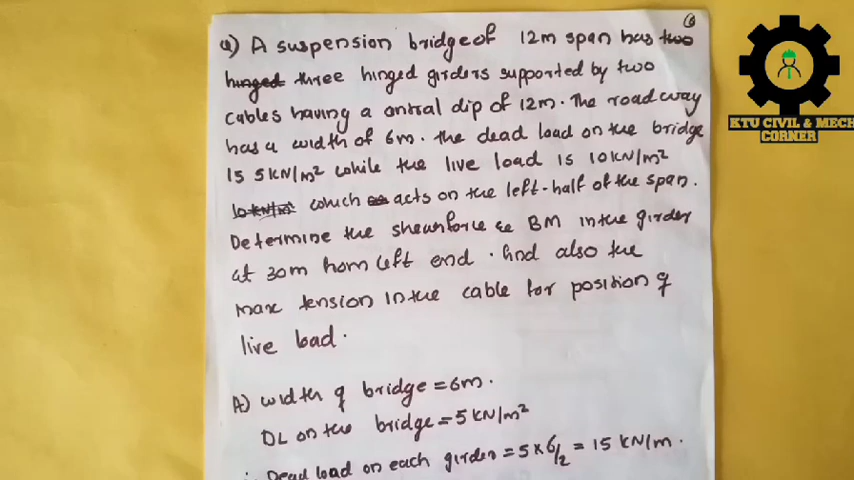 Q) A suspension bridge of 12m span has two
hinged three hinged girders supported by two
cables having a central dip of 12m. The roadway
has a width of 6m. The dead load on the bridge
is 5kN/m² while the live load is 10kN/m²
10kN/m² which acts on the left-half of the span.
Determine the shear force & BM in the girder
at 30m from left end. find also the
max tension in the cable for position of
live load.
A) width of bridge = 6m.
DL on the bridge = 5 kN/m²
∴ Dead load on each girder = 5×6/2 = 15 kN/m.
KTU CIVIL & MECH
CORNER